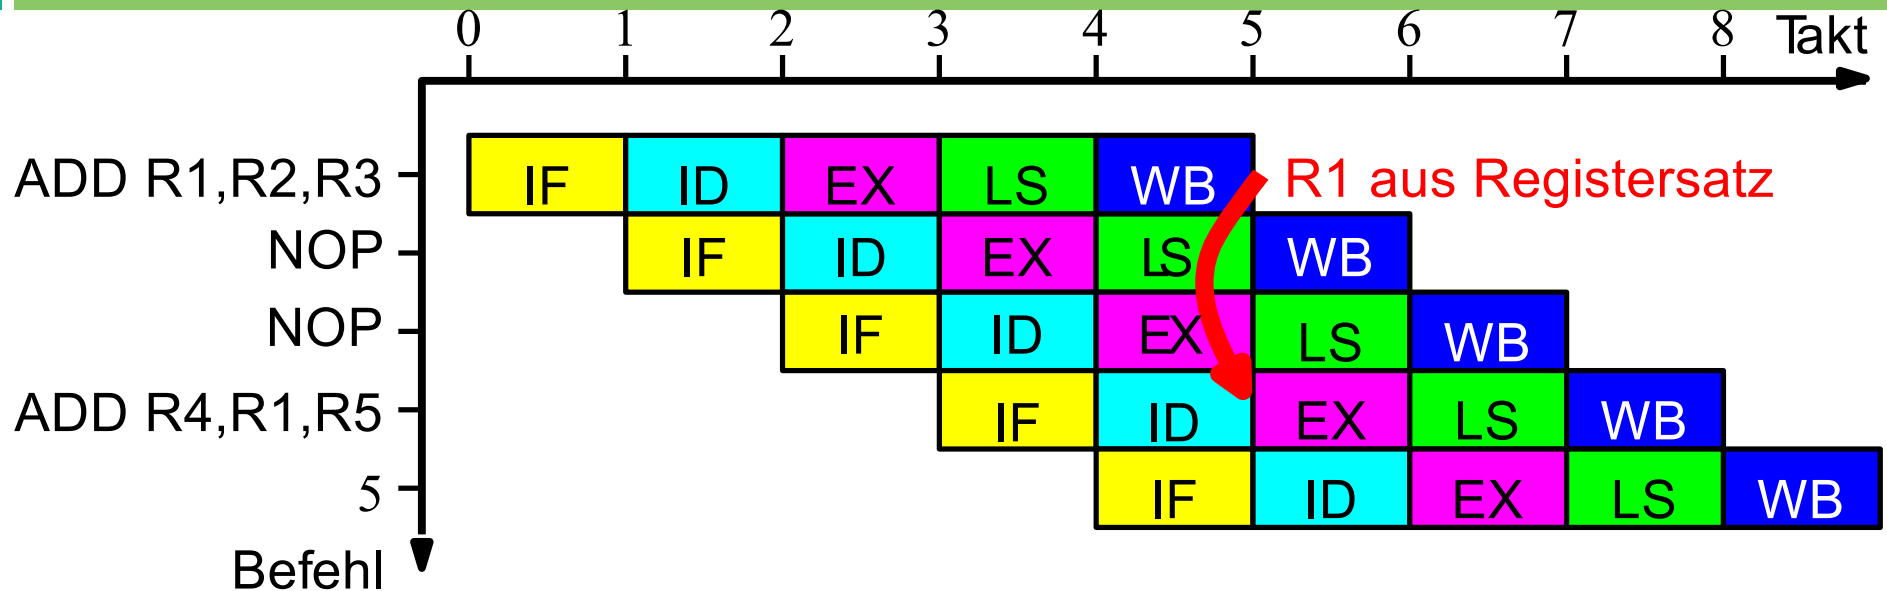 0 1 2 3 4 5 6 7 8 Takt
ADD R1,R2,R3 IF ID EX LS WB R1 aus Registersatz
NOP IF ID EX LS WB
NOP IF ID EX LS WB
ADD R4,R1,R5 IF ID EX LS WB
5 IF ID EX LS WB
Befehl